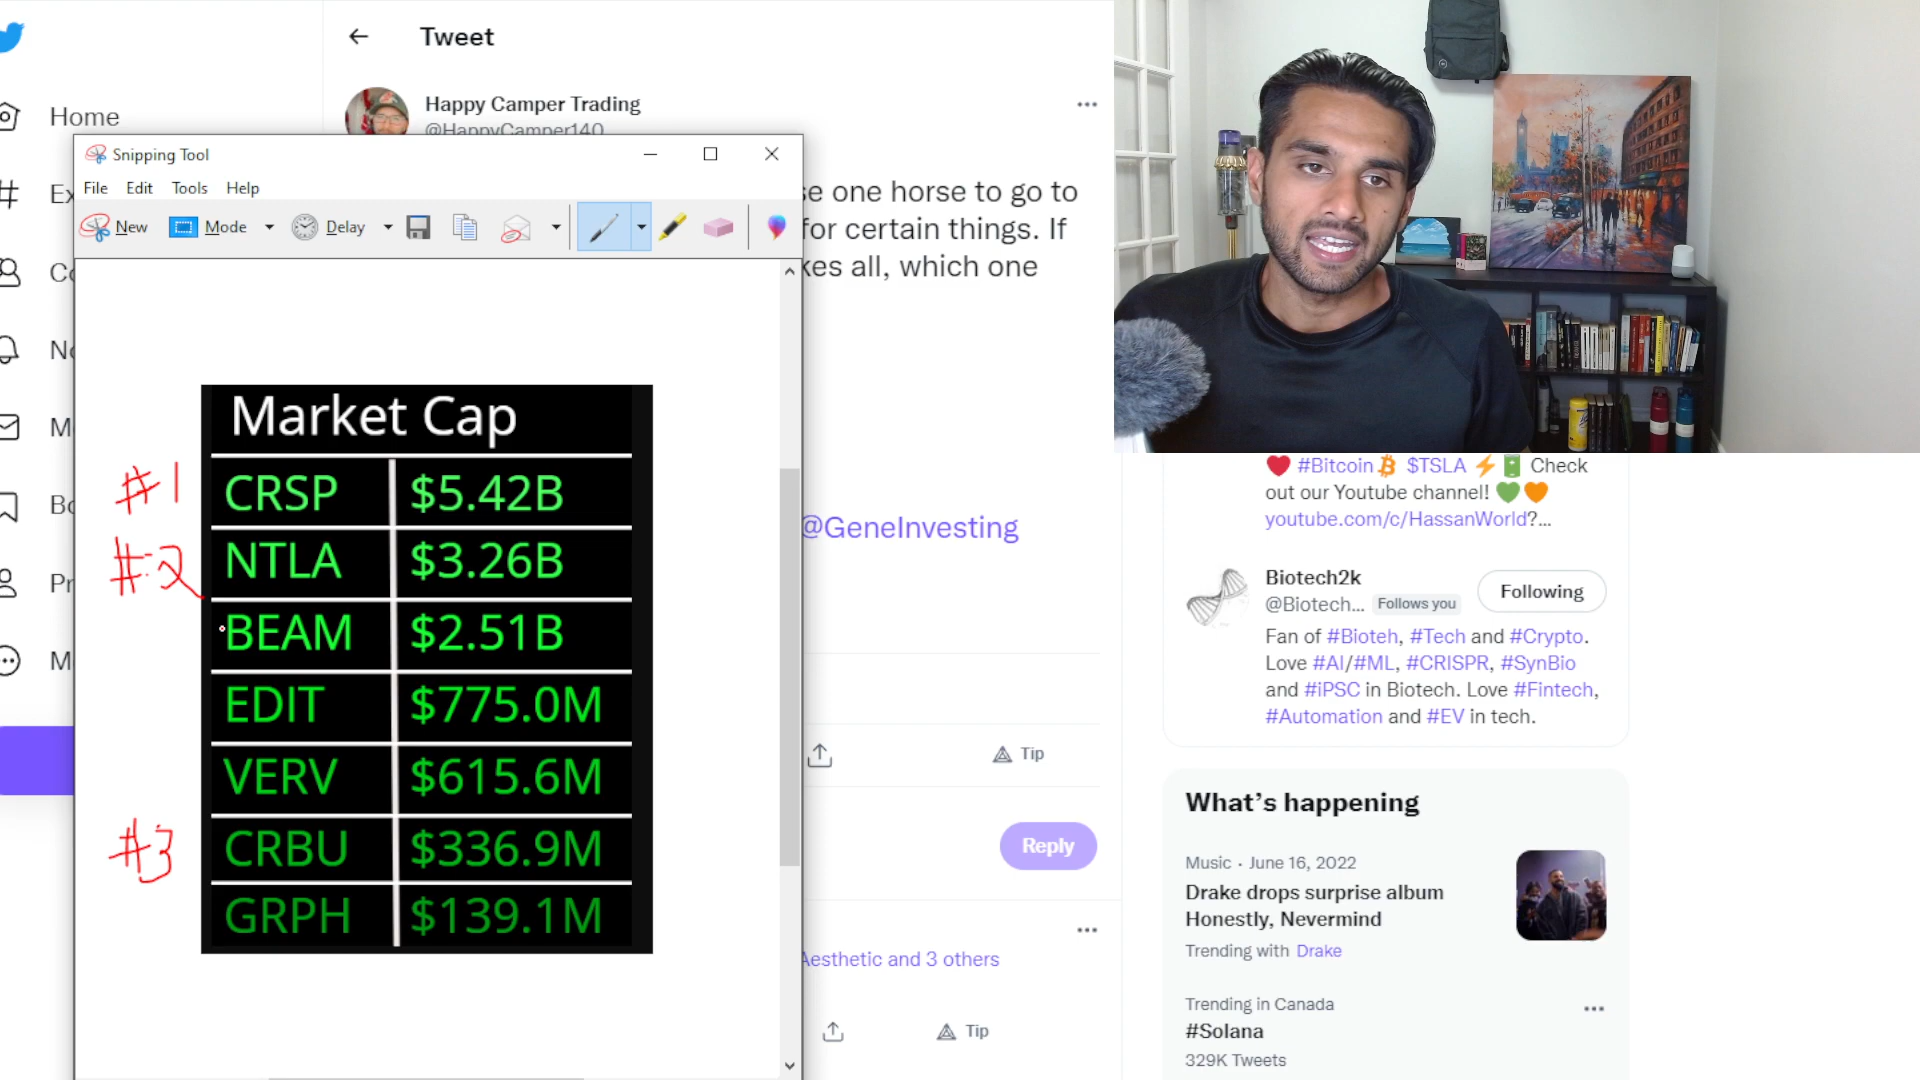 Tweet
Happy Camper Trading
@HappyCamper140
Home
Snipping Tool
File Edit Tools Help
New Mode Delay
se one horse to go to
for certain things. If
kes all, which one
@GeneInvesting
Market Cap
#1 CRSP $5.42B
#2 NTLA $3.26B
BEAM $2.51B
EDIT $775.0M
VERV $615.6M
#3 CRBU $336.9M
GRPH $139.1M
Tip
Reply
Aesthetic and 3 others
Tip
#Bitcoin $TSLA Check
out our Youtube channel!
youtube.com/c/HassanWorld?...
Biotech2k
@Biotech... Follows you
Following
Fan of #Bioteh, #Tech and #Crypto.
Love #AI/#ML, #CRISPR, #SynBio
and #iPSC in Biotech. Love #Fintech,
#Automation and #EV in tech.
What's happening
Music · June 16, 2022
Drake drops surprise album
Honestly, Nevermind
Trending with Drake
Trending in Canada
#Solana
329K Tweets